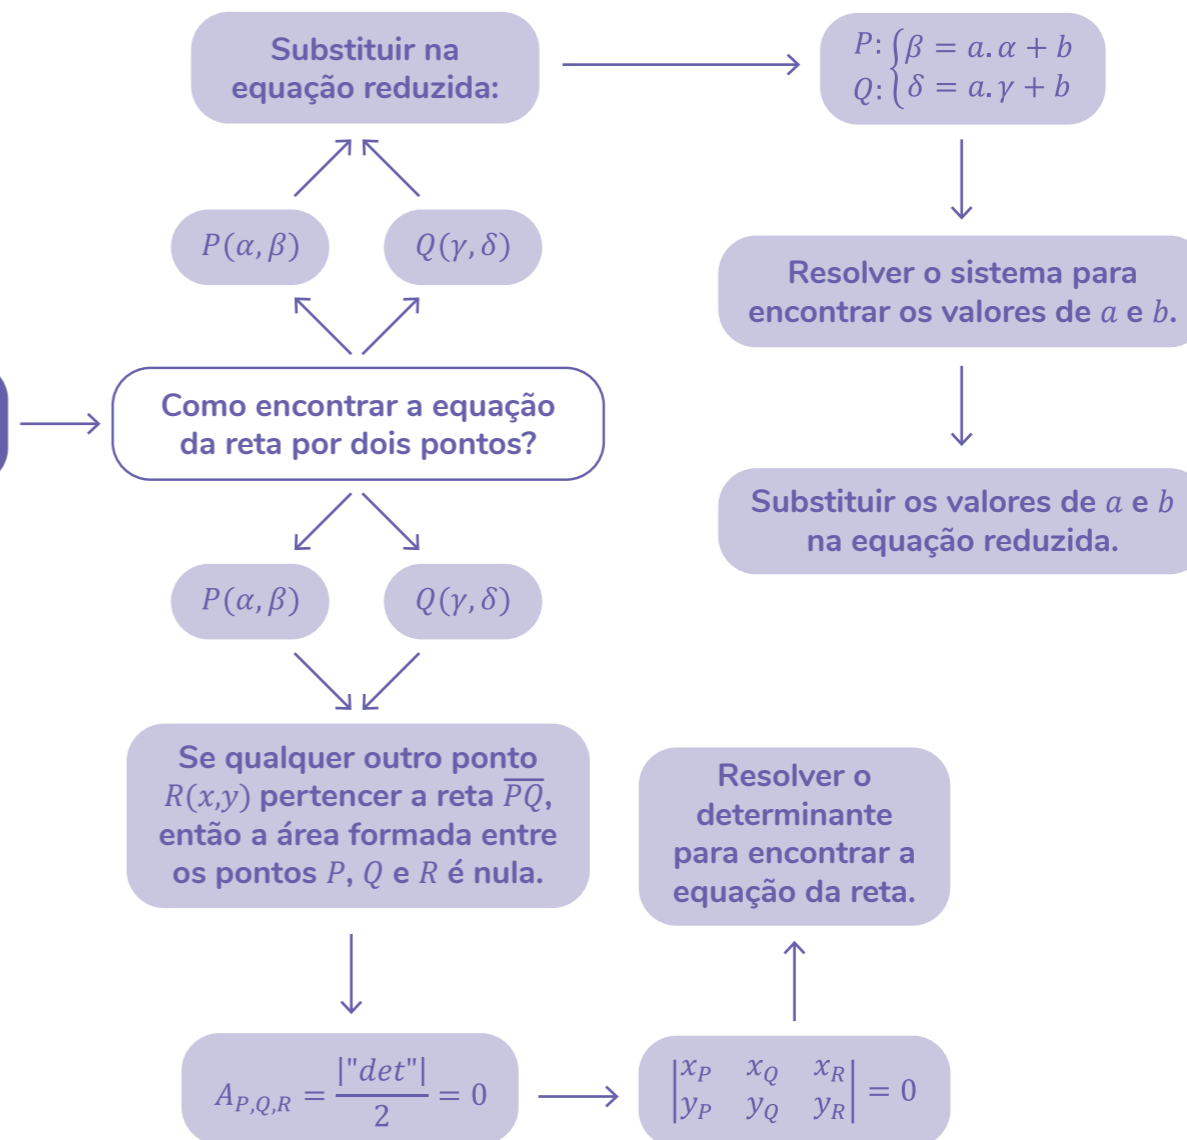 Substituir na
equação reduzida:
P: {β = a. α + b
Q: {δ = a. γ + b
P(α, β)
Q(γ, δ)
Resolver o sistema para
encontrar os valores de a e b.
Como encontrar a equação
da reta por dois pontos?
Substituir os valores de a e b
na equação reduzida.
P(α, β)
Q(γ, δ)
Se qualquer outro ponto
R(x,y) pertencer a reta P̅Q̅,
então a área formada entre
os pontos P, Q e R é nula.
Resolver o
determinante
para encontrar a
equação da reta.
A_{P,Q,R} = |"det"|/2 = 0
|x_P x_Q x_R|
|y_P y_Q y_R| = 0